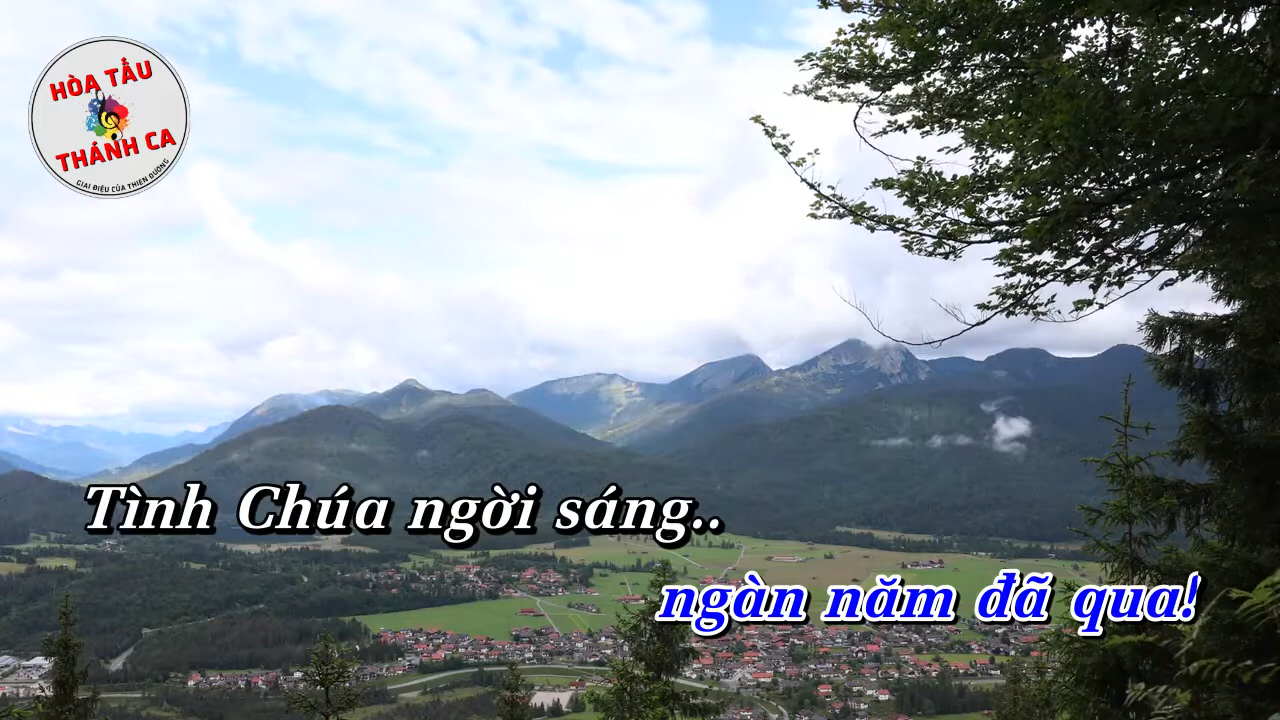 HÒA TẤU
THÁNH CA
GIAI ĐIỆU CỦA THIÊN ĐƯỜNG
Tình Chúa ngời sáng..
ngàn năm đã qua!